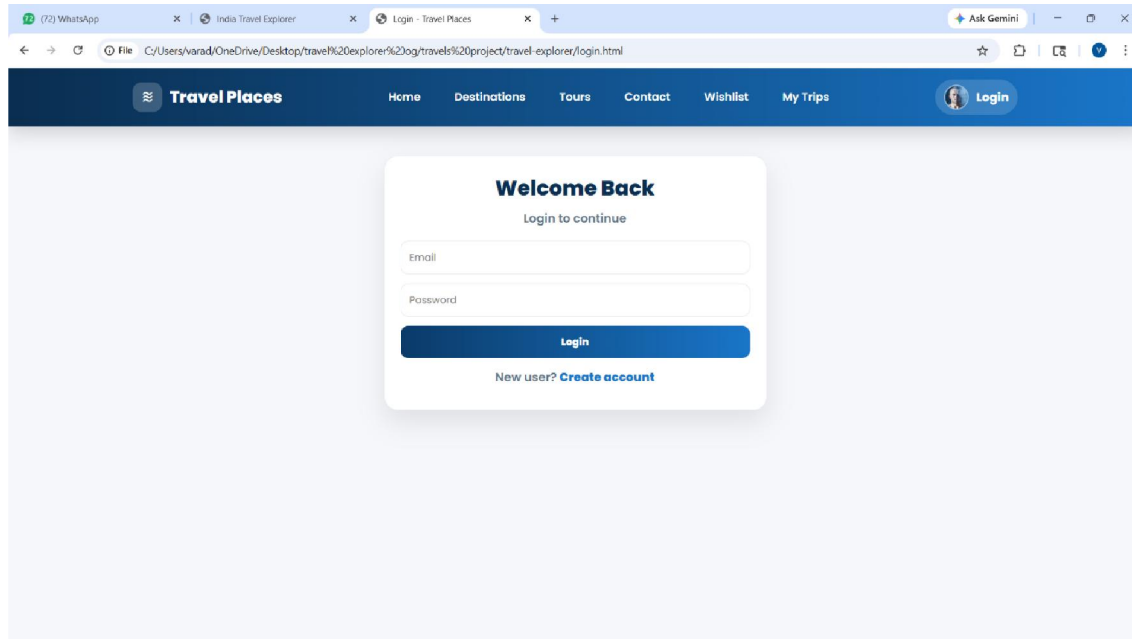 72 (72) WhatsApp India Travel Explorer Login - Travel Places Ask Gemini
File C:/Users/varad/OneDrive/Desktop/travel%20explorer%20og/travels%20project/travel-explorer/login.html V
Travel Places Home Destinations Tours Contact Wishlist My Trips Login
Welcome Back
Login to continue
Email
Password
Login
New user? Create account